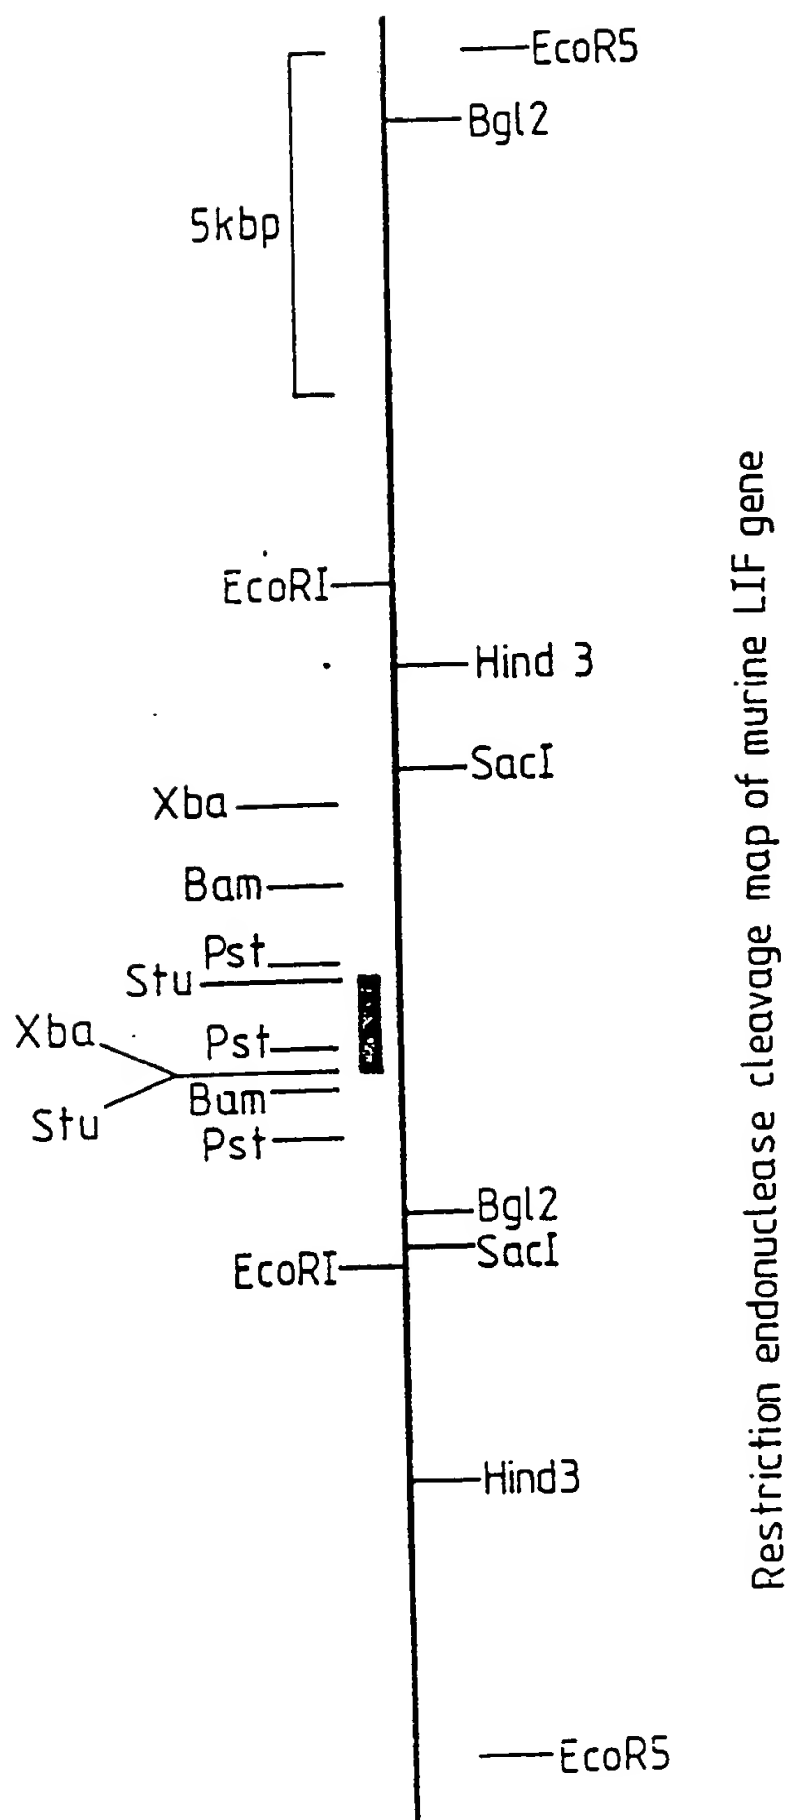 EcoR5
Bgl2
5kbp
EcoRI
Hind 3
SacI
Xba
Bam
Pst
Stu
Xba
Pst
Stu
Bam
Pst
Bgl2
SacI
EcoRI
Hind3
EcoR5
Restriction endonuclease cleavage map of murine LIF gene